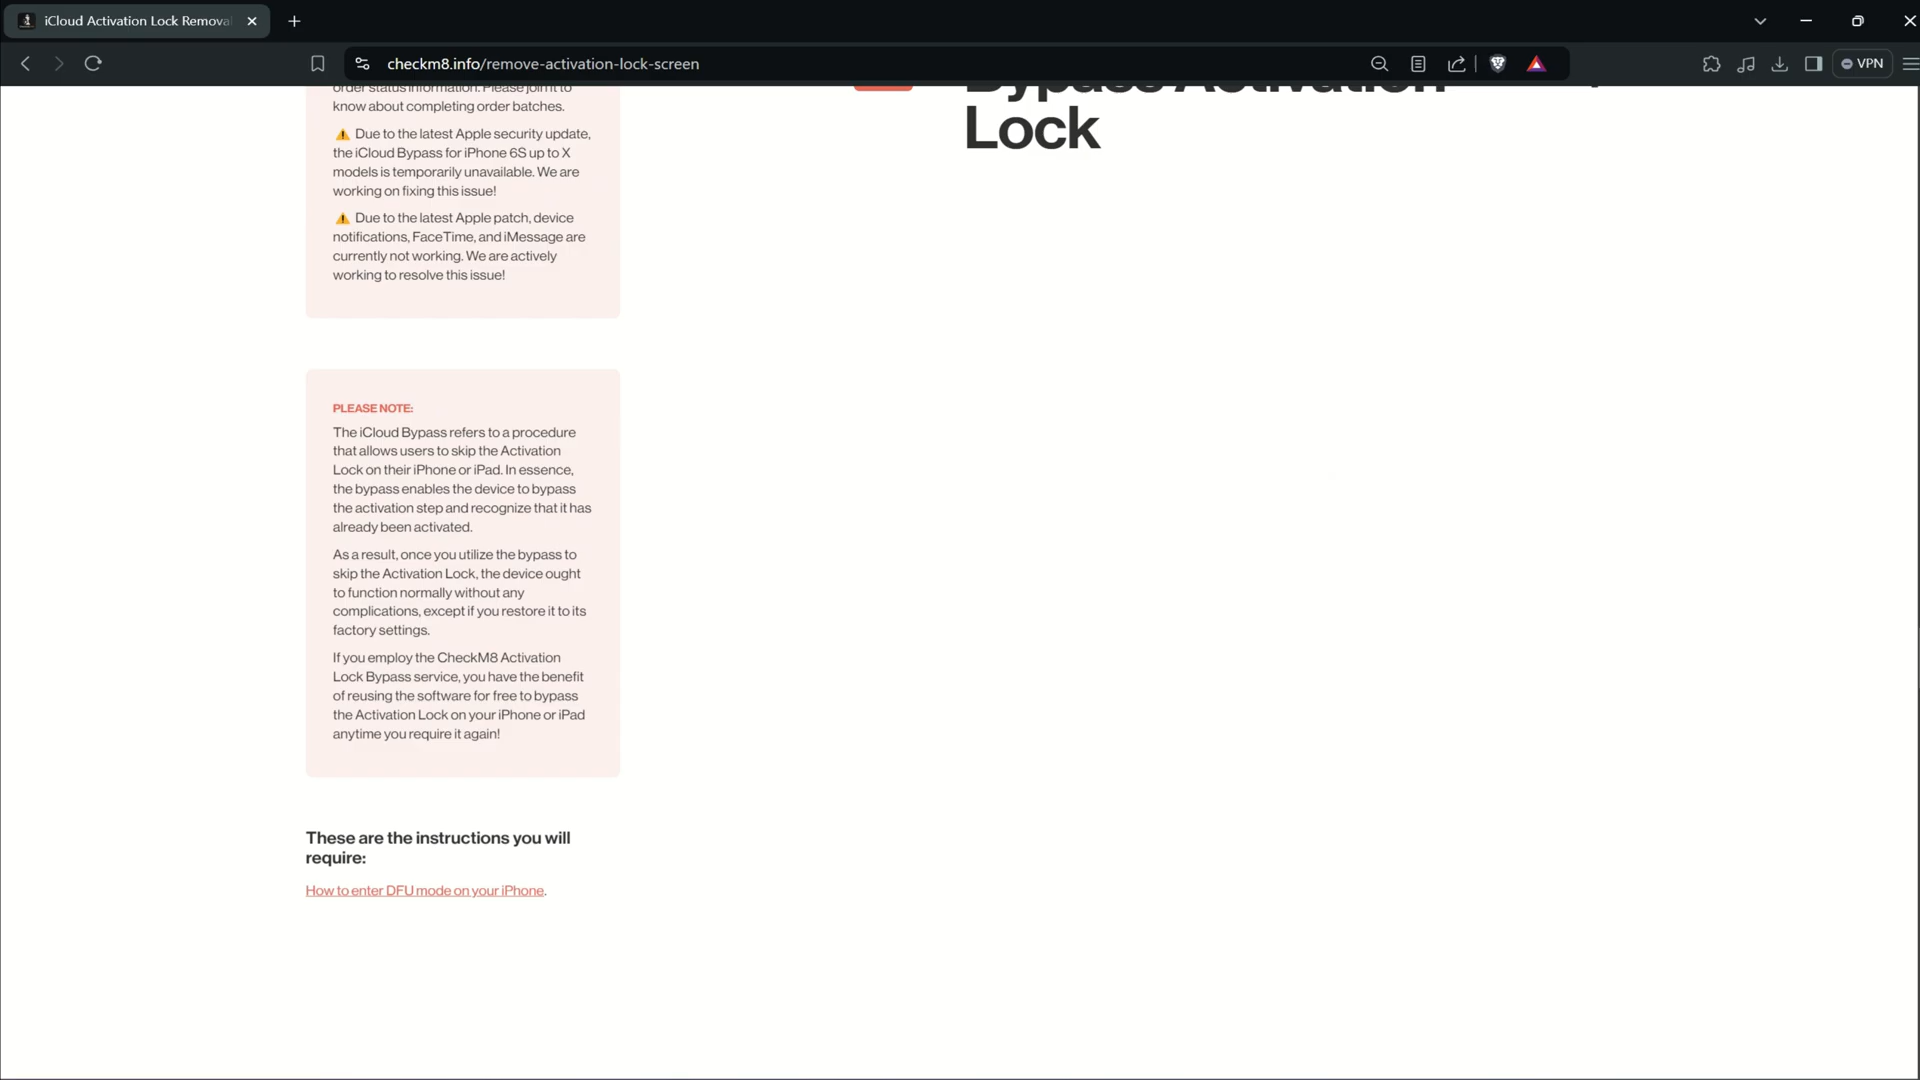 iCloud Activation Lock Remova
checkm8.info/remove-activation-lock-screen
VPN
order status information. Please join it to
know about completing order batches.
⚠️ Due to the latest Apple security update,
the iCloud Bypass for iPhone 6S up to X
models is temporarily unavailable. We are
working on fixing this issue!
⚠️ Due to the latest Apple patch, device
notifications, FaceTime, and iMessage are
currently not working. We are actively
working to resolve this issue!
PLEASE NOTE:
The iCloud Bypass refers to a procedure
that allows users to skip the Activation
Lock on their iPhone or iPad. In essence,
the bypass enables the device to bypass
the activation step and recognize that it has
already been activated.
As a result, once you utilize the bypass to
skip the Activation Lock, the device ought
to function normally without any
complications, except if you restore it to its
factory settings.
If you employ the CheckM8 Activation
Lock Bypass service, you have the benefit
of reusing the software for free to bypass
the Activation Lock on your iPhone or iPad
anytime you require it again!
These are the instructions you will
require:
How to enter DFU mode on your iPhone.
Bypass Activation
Lock